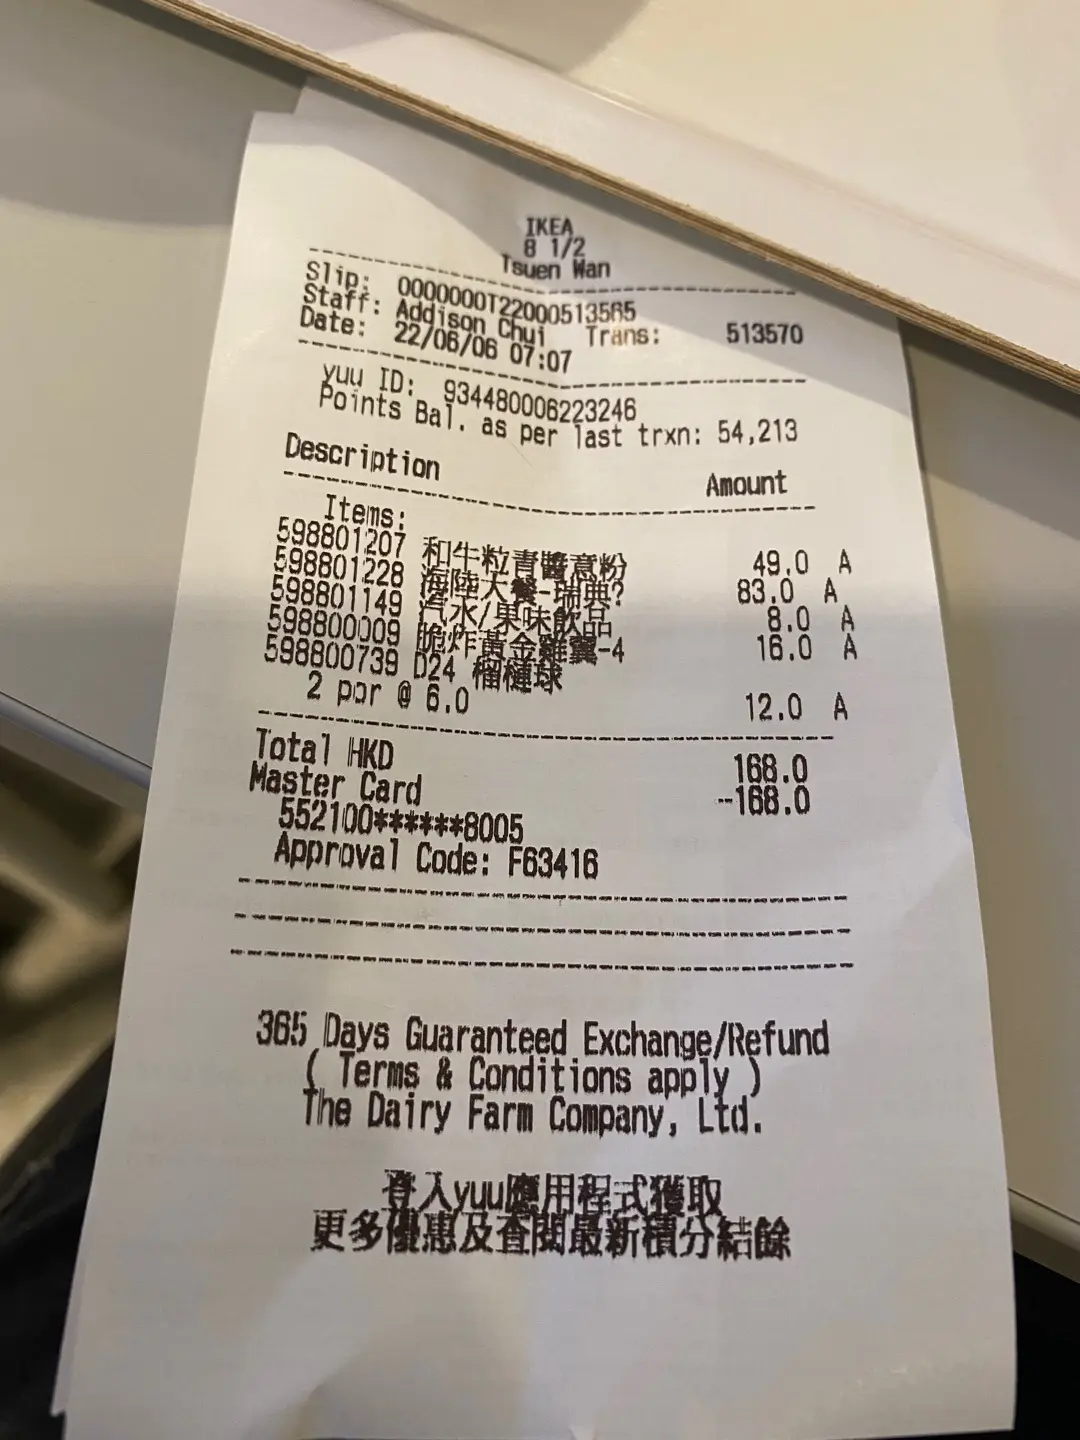 IKEA
8 1/2
Tsuen Wan
Slip: 0000000T22000513565
Staff: Addison Chui Trans: 513570
Date: 22/06/06 07:07
yuu ID: 934480006223246
Points Bal. as per last trxn: 54,213
Description Amount
Items:
598801207 和牛粒青醬意粉 49.0 A
598801228 海陸大餐-瑞典? 83.0 A
598801149 汽水/果味飲品 8.0 A
598800009 脆炸黃金雞翼-4 16.0 A
598800739 D24 榴槤球
2 por @ 6.0 12.0 A
Total HKD 168.0
Master Card -168.0
552100******8005
Approval Code: F63416
365 Days Guaranteed Exchange/Refund
( Terms & Conditions apply )
The Dairy Farm Company, Ltd.
登入yuu應用程式獲取
更多優惠及查閱最新積分結餘